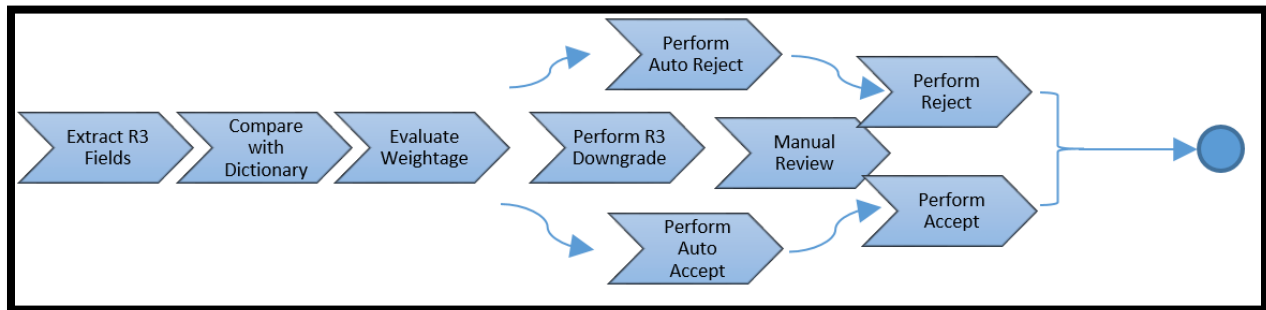 Extract R3
Fields
Compare
with
Dictionary
Evaluate
Weightage
Perform
Auto Reject
Perform R3
Downgrade
Perform
Auto
Accept
Manual
Review
Perform
Reject
Perform
Accept